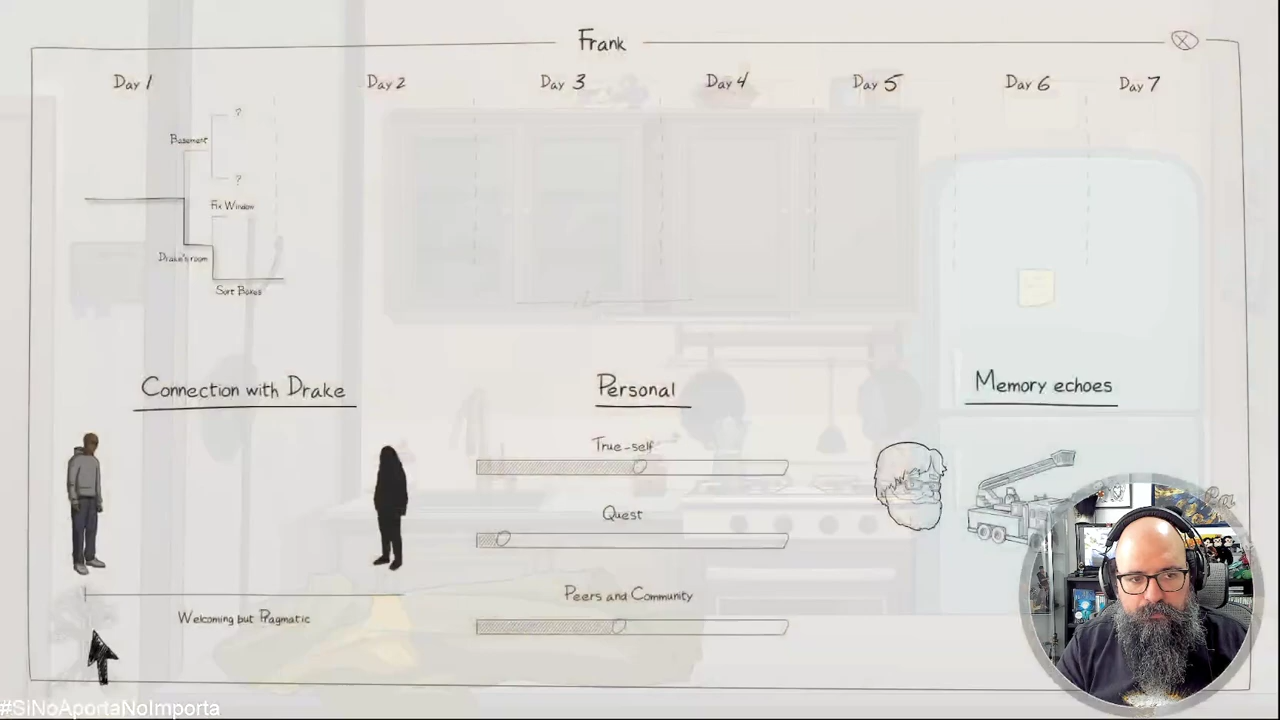 Frank
Day 1
Day 2
Day 3
Day 4
Day 5
Day 6
Day 7
?
Basement
?
Fix Window
Drake's room
Sort Boxes
Connection with Drake
Personal
Memory echoes
True-self
Quest
Peers and Community
Welcoming but Pragmatic
#SiNoAportaNoImporta